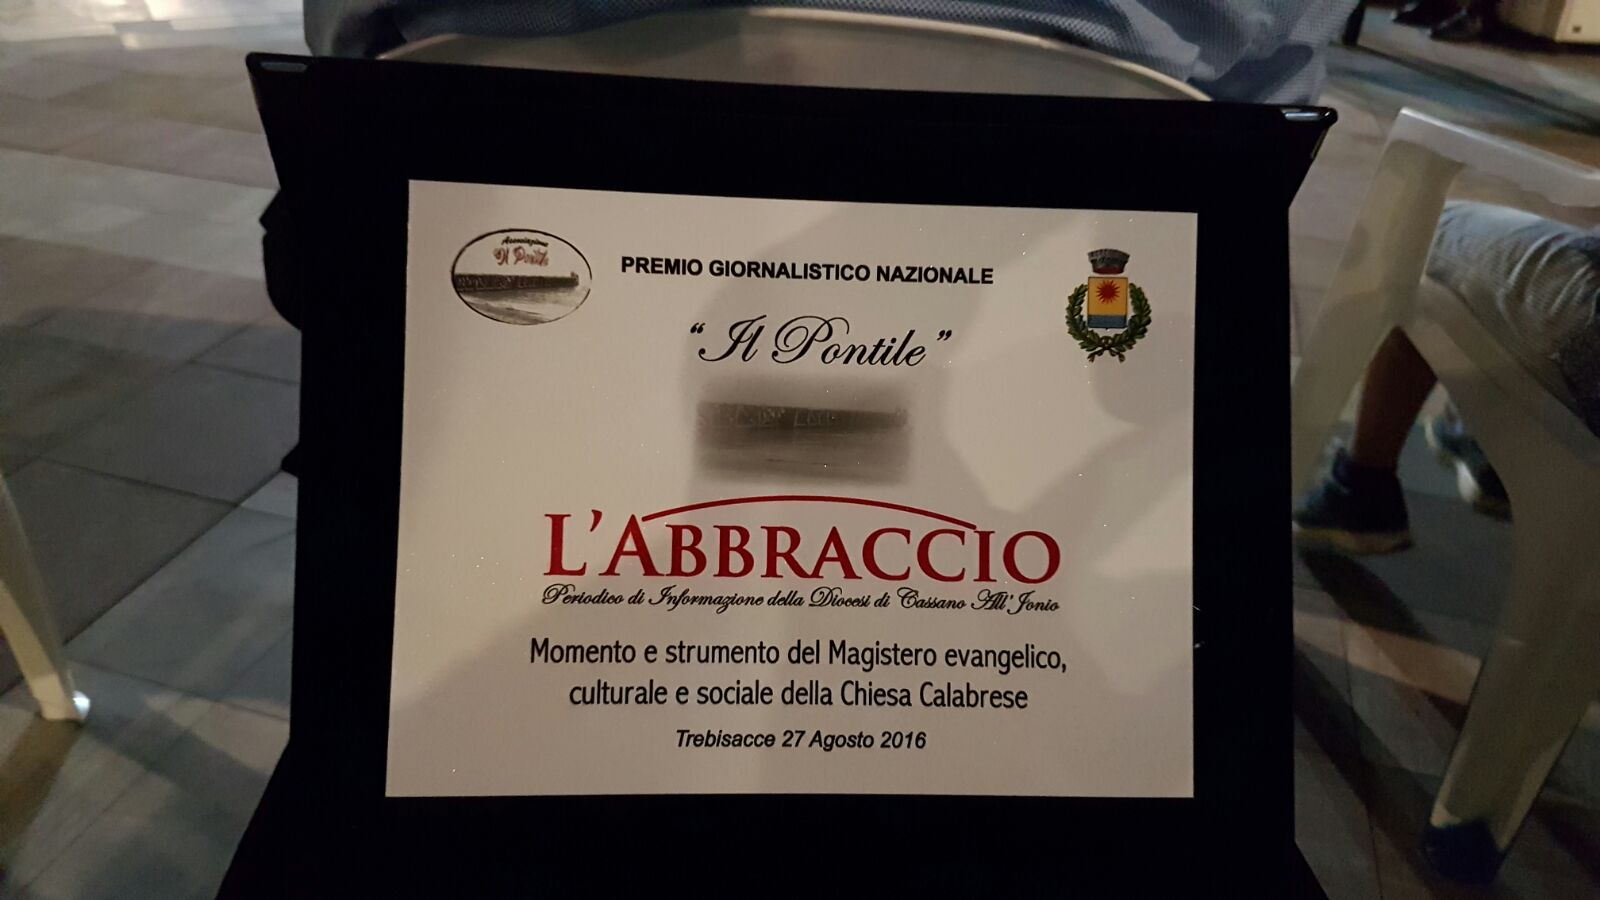 Associazione
Il Pontile
PREMIO GIORNALISTICO NAZIONALE
“Il Pontile”
L’ABBRACCIO
Periodico di Informazione della Diocesi di Cassano All’Jonio
Momento e strumento del Magistero evangelico,
culturale e sociale della Chiesa Calabrese
Trebisacce 27 Agosto 2016